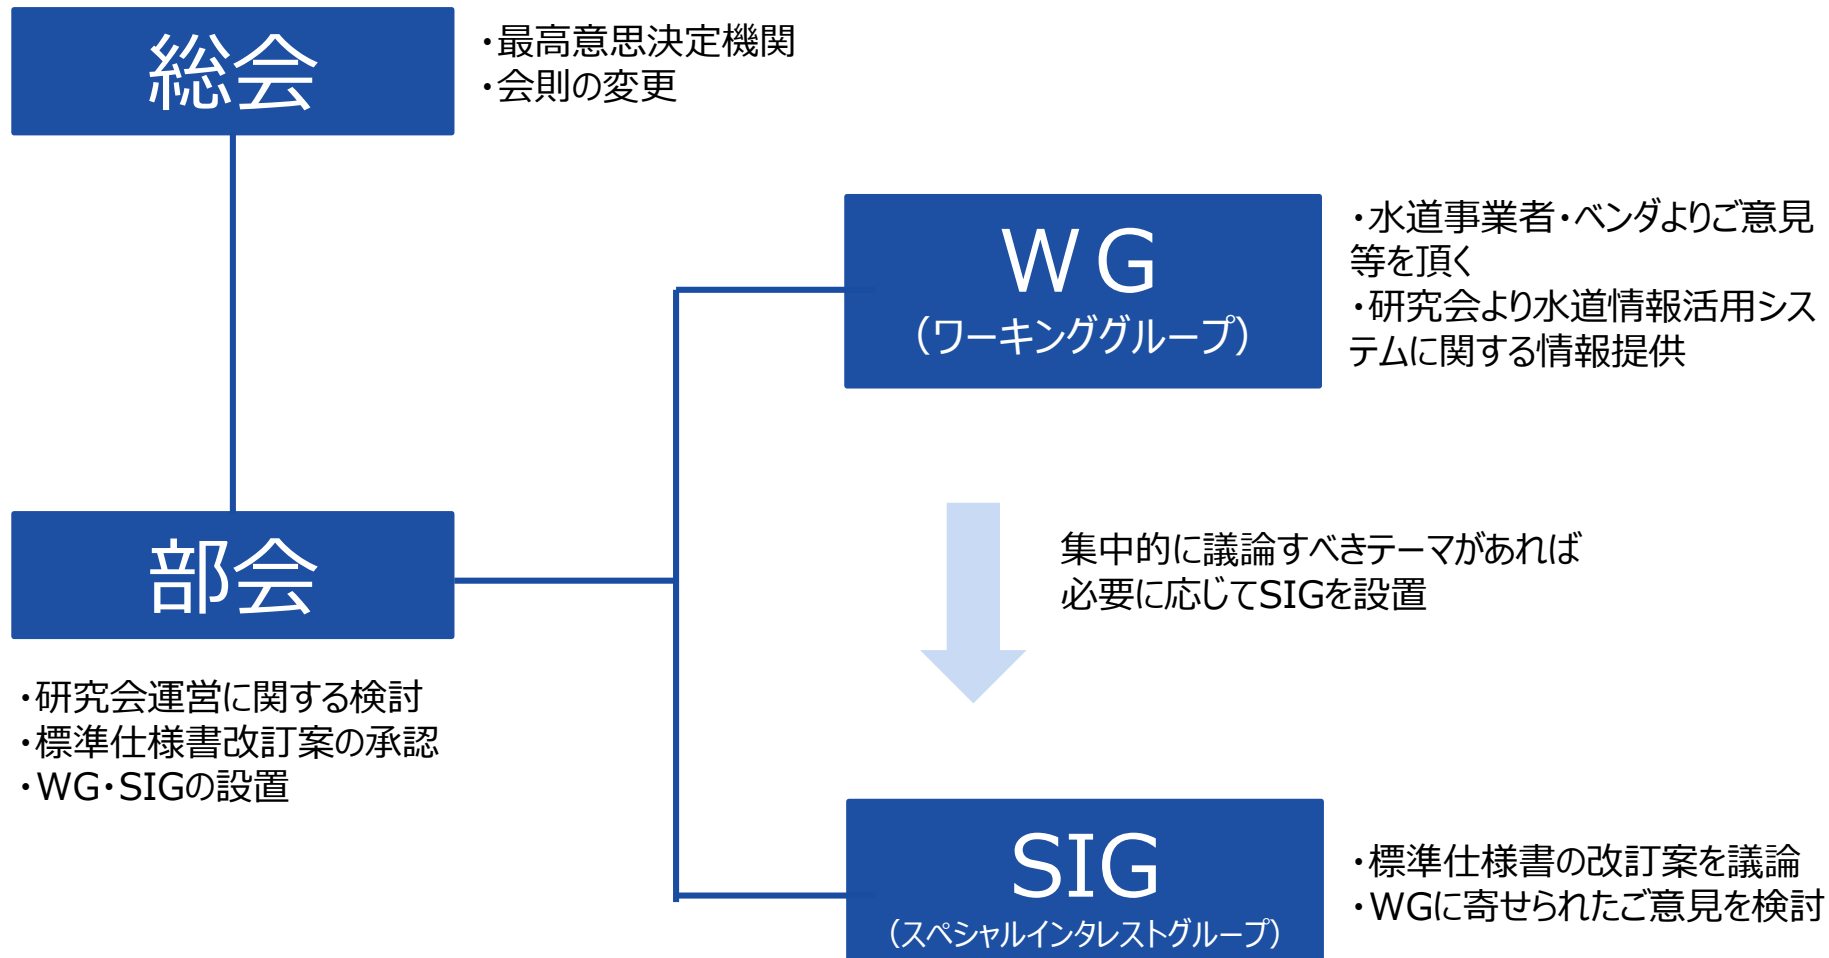 総会
・最高意思決定機関
・会則の変更
WG
（ワーキンググループ）
・水道事業者・ベンダよりご意見
等を頂く
・研究会より水道情報活用シス
テムに関する情報提供
集中的に議論すべきテーマがあれば
必要に応じてSIGを設置
部会
・研究会運営に関する検討
・標準仕様書改訂案の承認
・WG・SIGの設置
SIG
（スペシャルインタレストグループ）
・標準仕様書の改訂案を議論
・WGに寄せられたご意見を検討